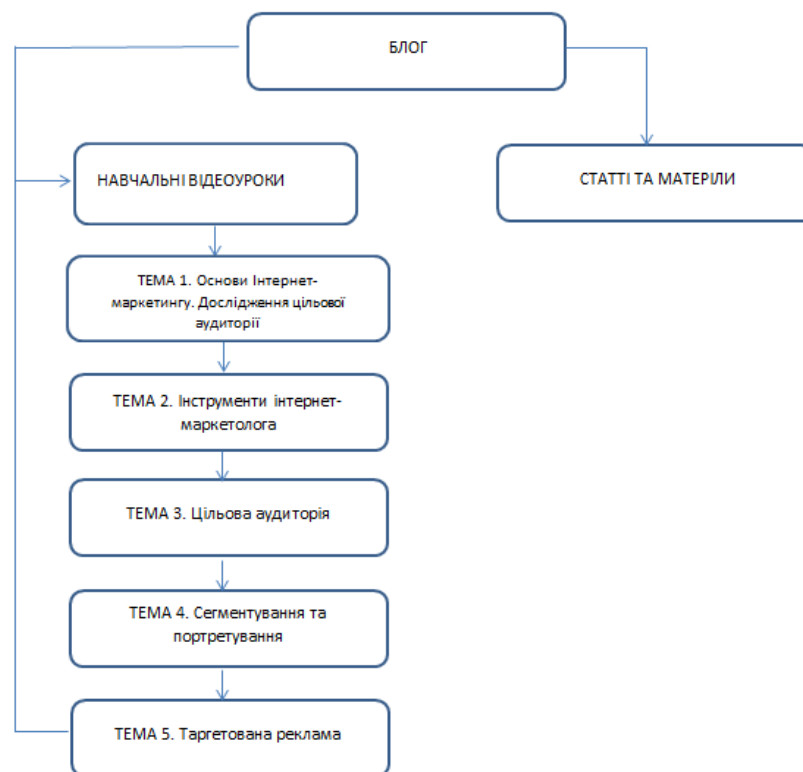 БЛОГ
НАВЧАЛЬНІ ВІДЕОУРОКИ
СТАТТІ ТА МАТЕРІЛИ
ТЕМА 1. Основи Інтернет-
маркетингу. Дослідження цільової
аудиторії
ТЕМА 2. Інструменти інтернет-
маркетолога
ТЕМА 3. Цільова аудиторія
ТЕМА 4. Сегментування та
портретування
ТЕМА 5. Таргетована реклама